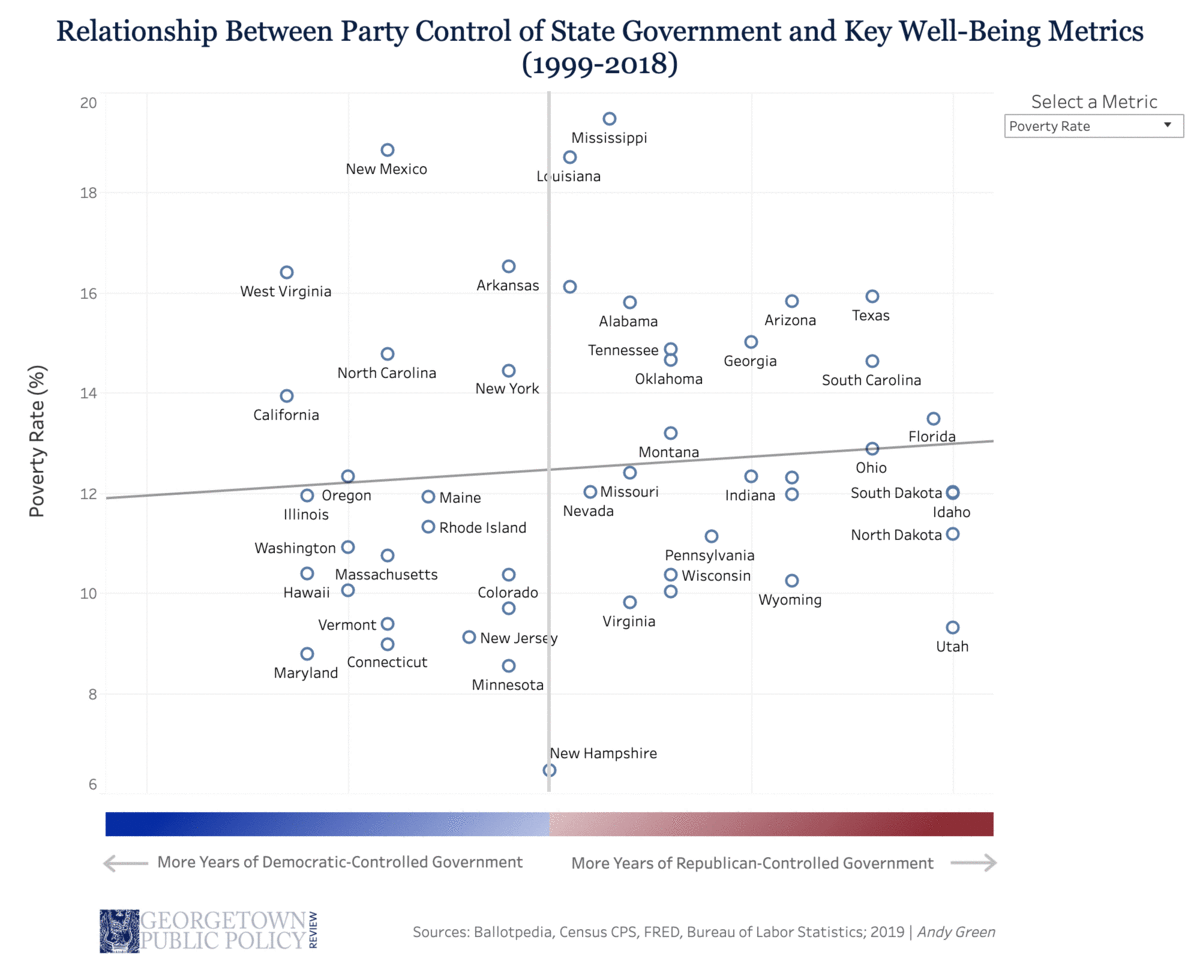 Relationship Between Party Control of State Government and Key Well-Being Metrics
(1999-2018)
Select a Metric
Poverty Rate
Poverty Rate (%)
20
18
16
14
12
10
8
6
Mississippi
New Mexico
Louisiana
West Virginia
Arkansas
Alabama
Arizona
Texas
Tennessee
Georgia
North Carolina
Oklahoma
South Carolina
New York
California
Florida
Montana
Ohio
Oregon
Missouri
Indiana
South Dakota
Illinois
Maine
Nevada
Idaho
Rhode Island
North Dakota
Washington
Pennsylvania
Massachusetts
Wisconsin
Hawaii
Colorado
Wyoming
Vermont
Virginia
New Jersey
Utah
Connecticut
Maryland
Minnesota
New Hampshire
More Years of Democratic-Controlled Government
More Years of Republican-Controlled Government
GEORGETOWN
PUBLIC POLICY
REVIEW
Sources: Ballotpedia, Census CPS, FRED, Bureau of Labor Statistics; 2019 | Andy Green